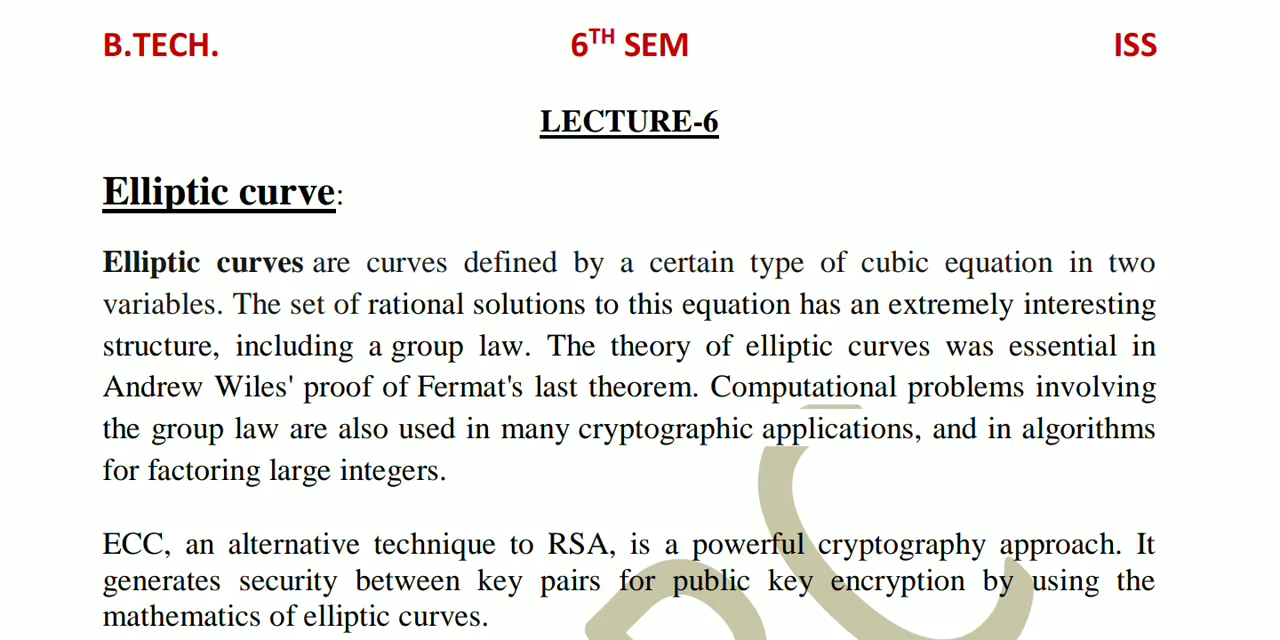 B.TECH. 6TH SEM ISS
LECTURE-6
Elliptic curve:
Elliptic curves are curves defined by a certain type of cubic equation in two
variables. The set of rational solutions to this equation has an extremely interesting
structure, including a group law. The theory of elliptic curves was essential in
Andrew Wiles' proof of Fermat's last theorem. Computational problems involving
the group law are also used in many cryptographic applications, and in algorithms
for factoring large integers.
ECC, an alternative technique to RSA, is a powerful cryptography approach. It
generates security between key pairs for public key encryption by using the
mathematics of elliptic curves.